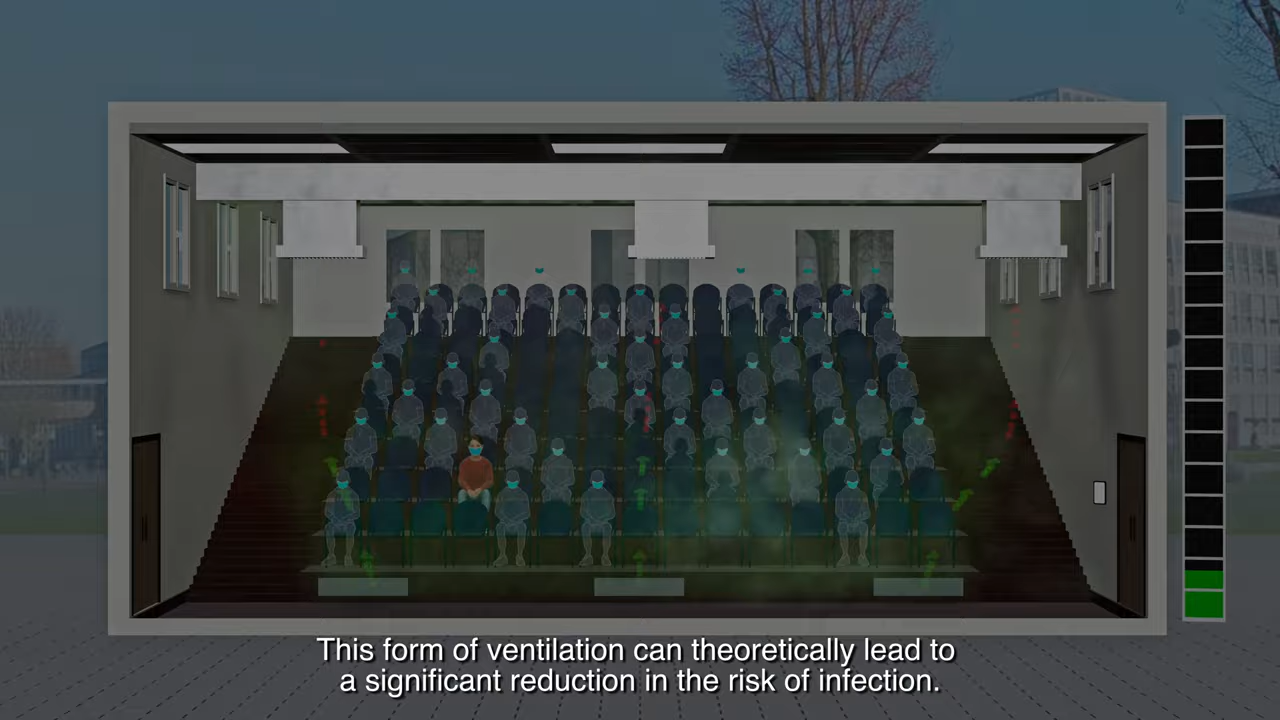 This form of ventilation can theoretically lead to
a significant reduction in the risk of infection.